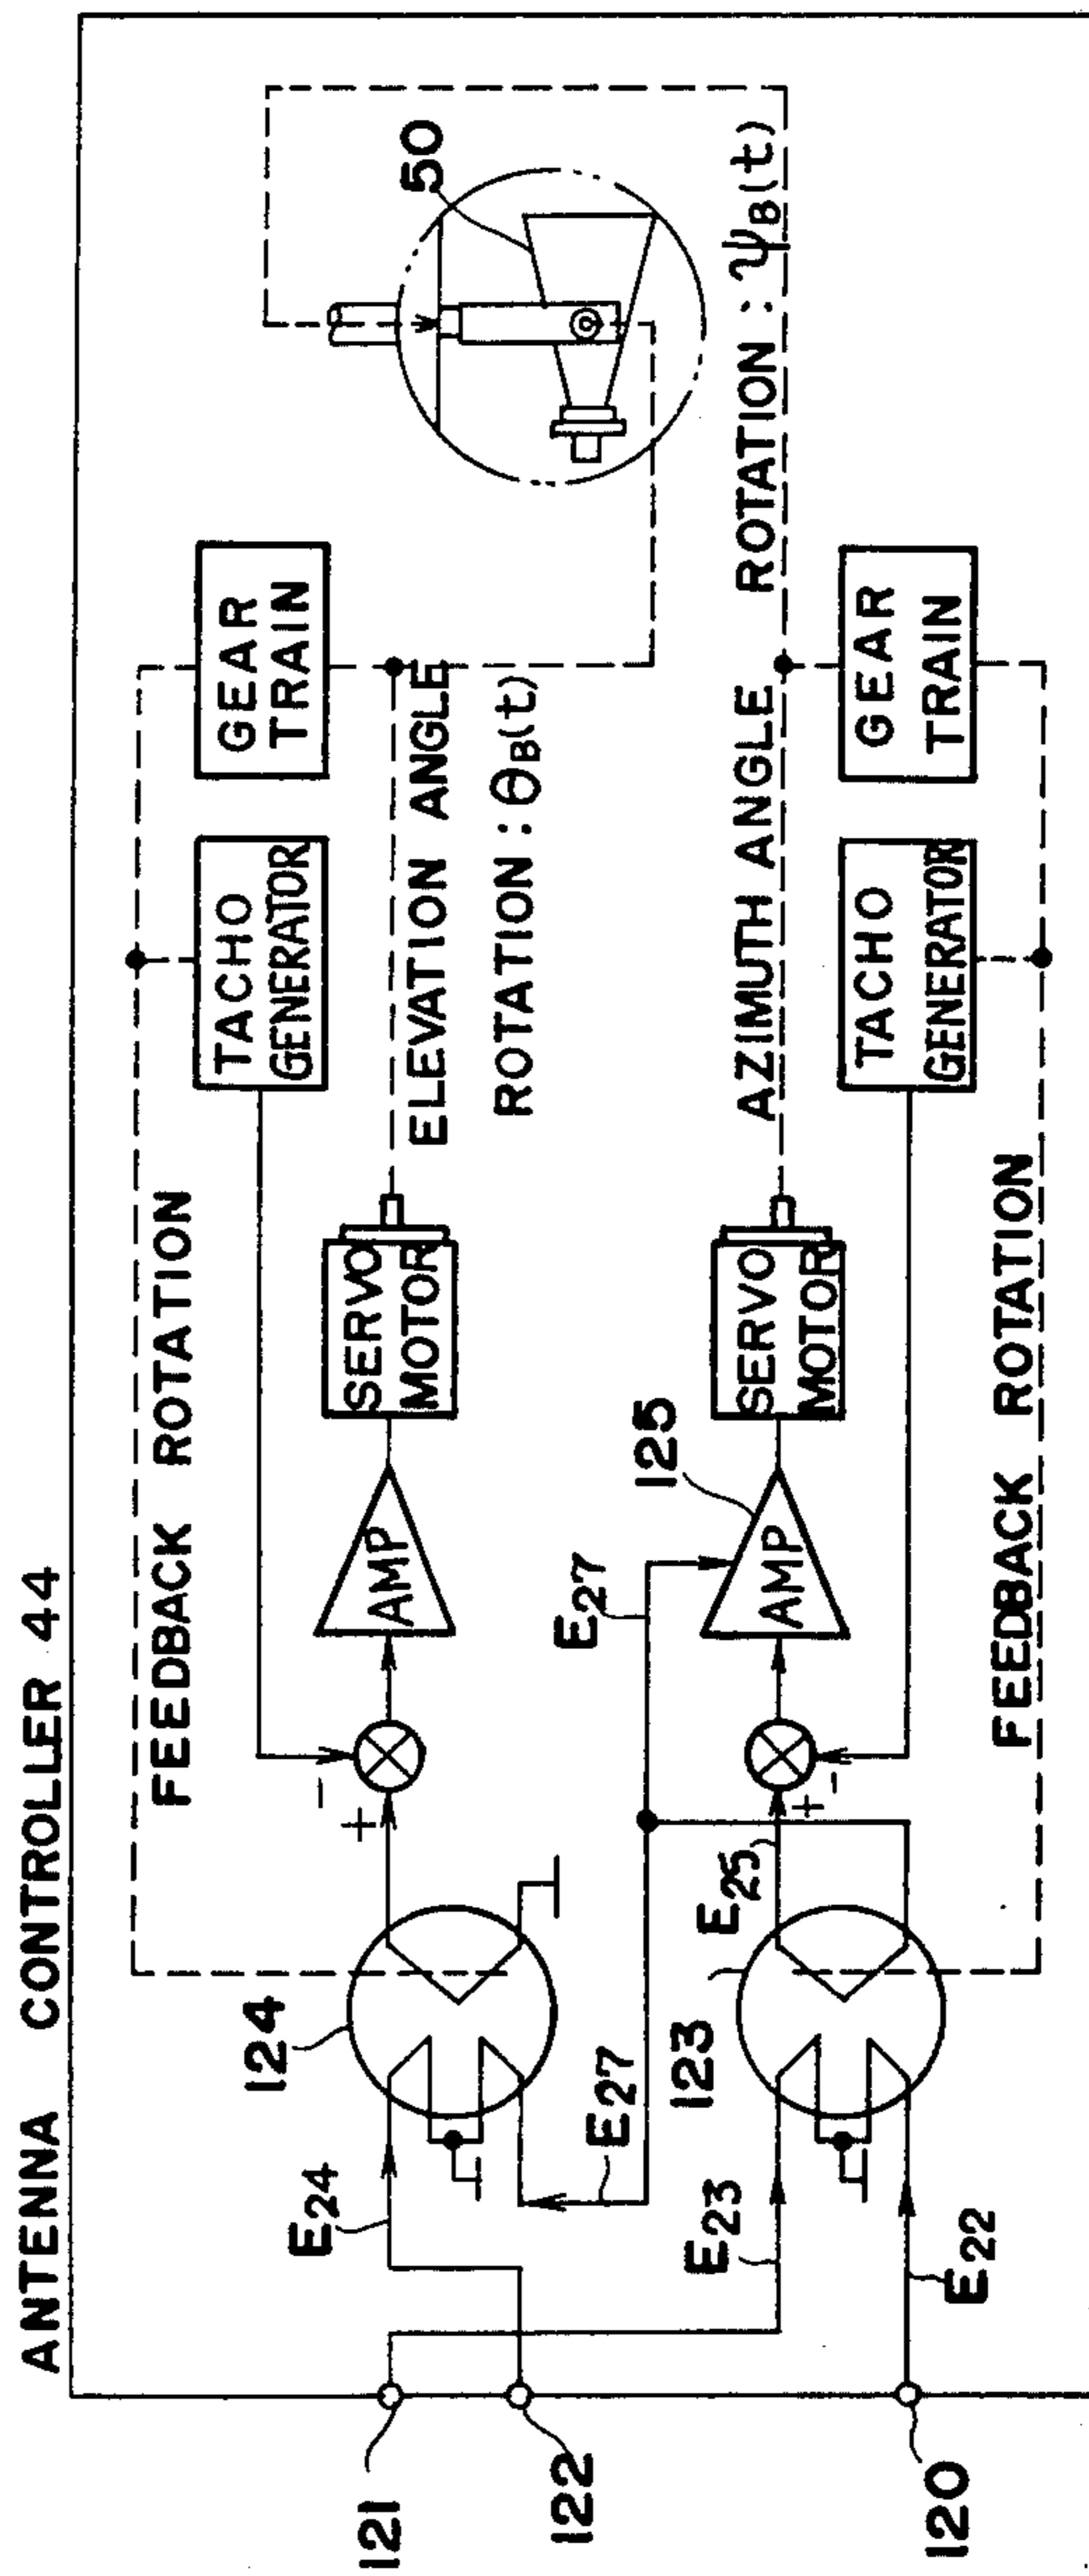 ANTENNA CONTROLLER 44
FEEDBACK ROTATION
TACHO
GENERATOR
GEAR
TRAIN
50
124
E24
AMP
SERVO
MOTOR
ELEVATION ANGLE
ROTATION : θB(t)
121
122
E27
E27
125
- +
E23
123
E25
AMP
SERVO
MOTOR
AZIMUTH ANGLE ROTATION : ψB(t)
+ -
120
E22
TACHO
GENERATOR
GEAR
TRAIN
FEEDBACK ROTATION